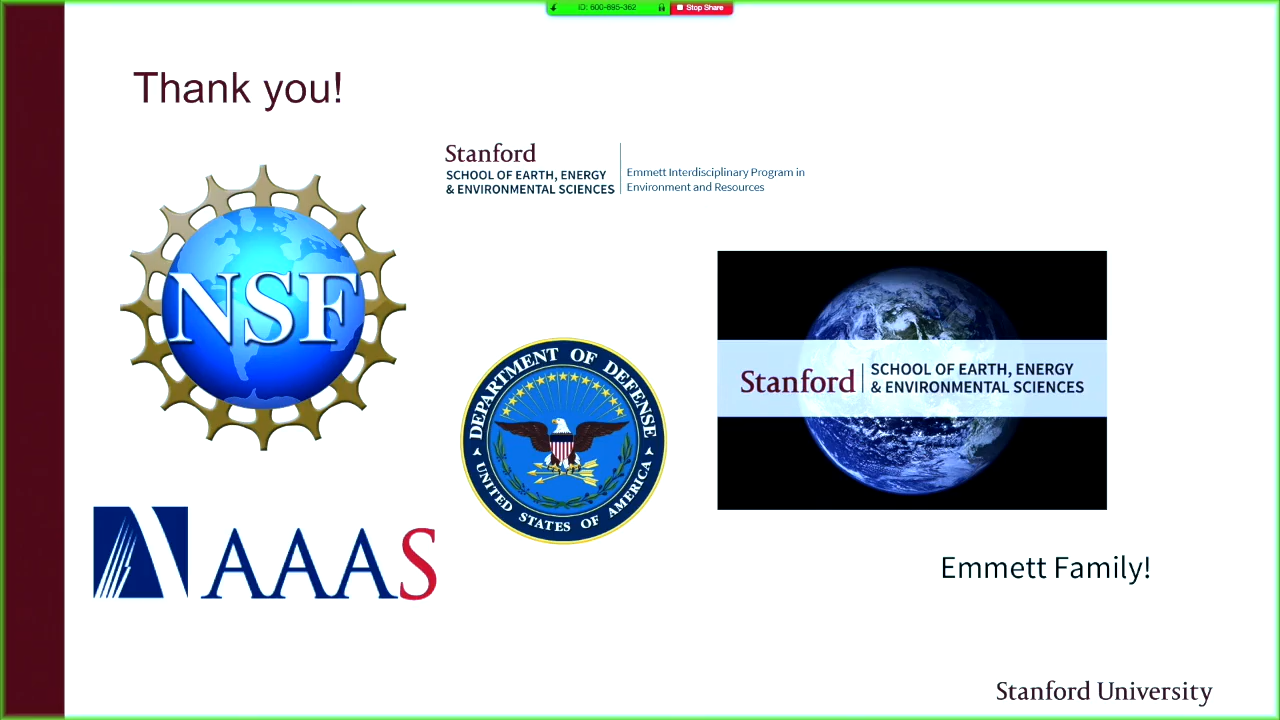 ID: 600-895-362
Stop Share
Thank you!
Stanford
SCHOOL OF EARTH, ENERGY
& ENVIRONMENTAL SCIENCES
Emmett Interdisciplinary Program in
Environment and Resources
NSF
DEPARTMENT OF DEFENSE
UNITED STATES OF AMERICA
Stanford
SCHOOL OF EARTH, ENERGY
& ENVIRONMENTAL SCIENCES
AAAS
Emmett Family!
Stanford University